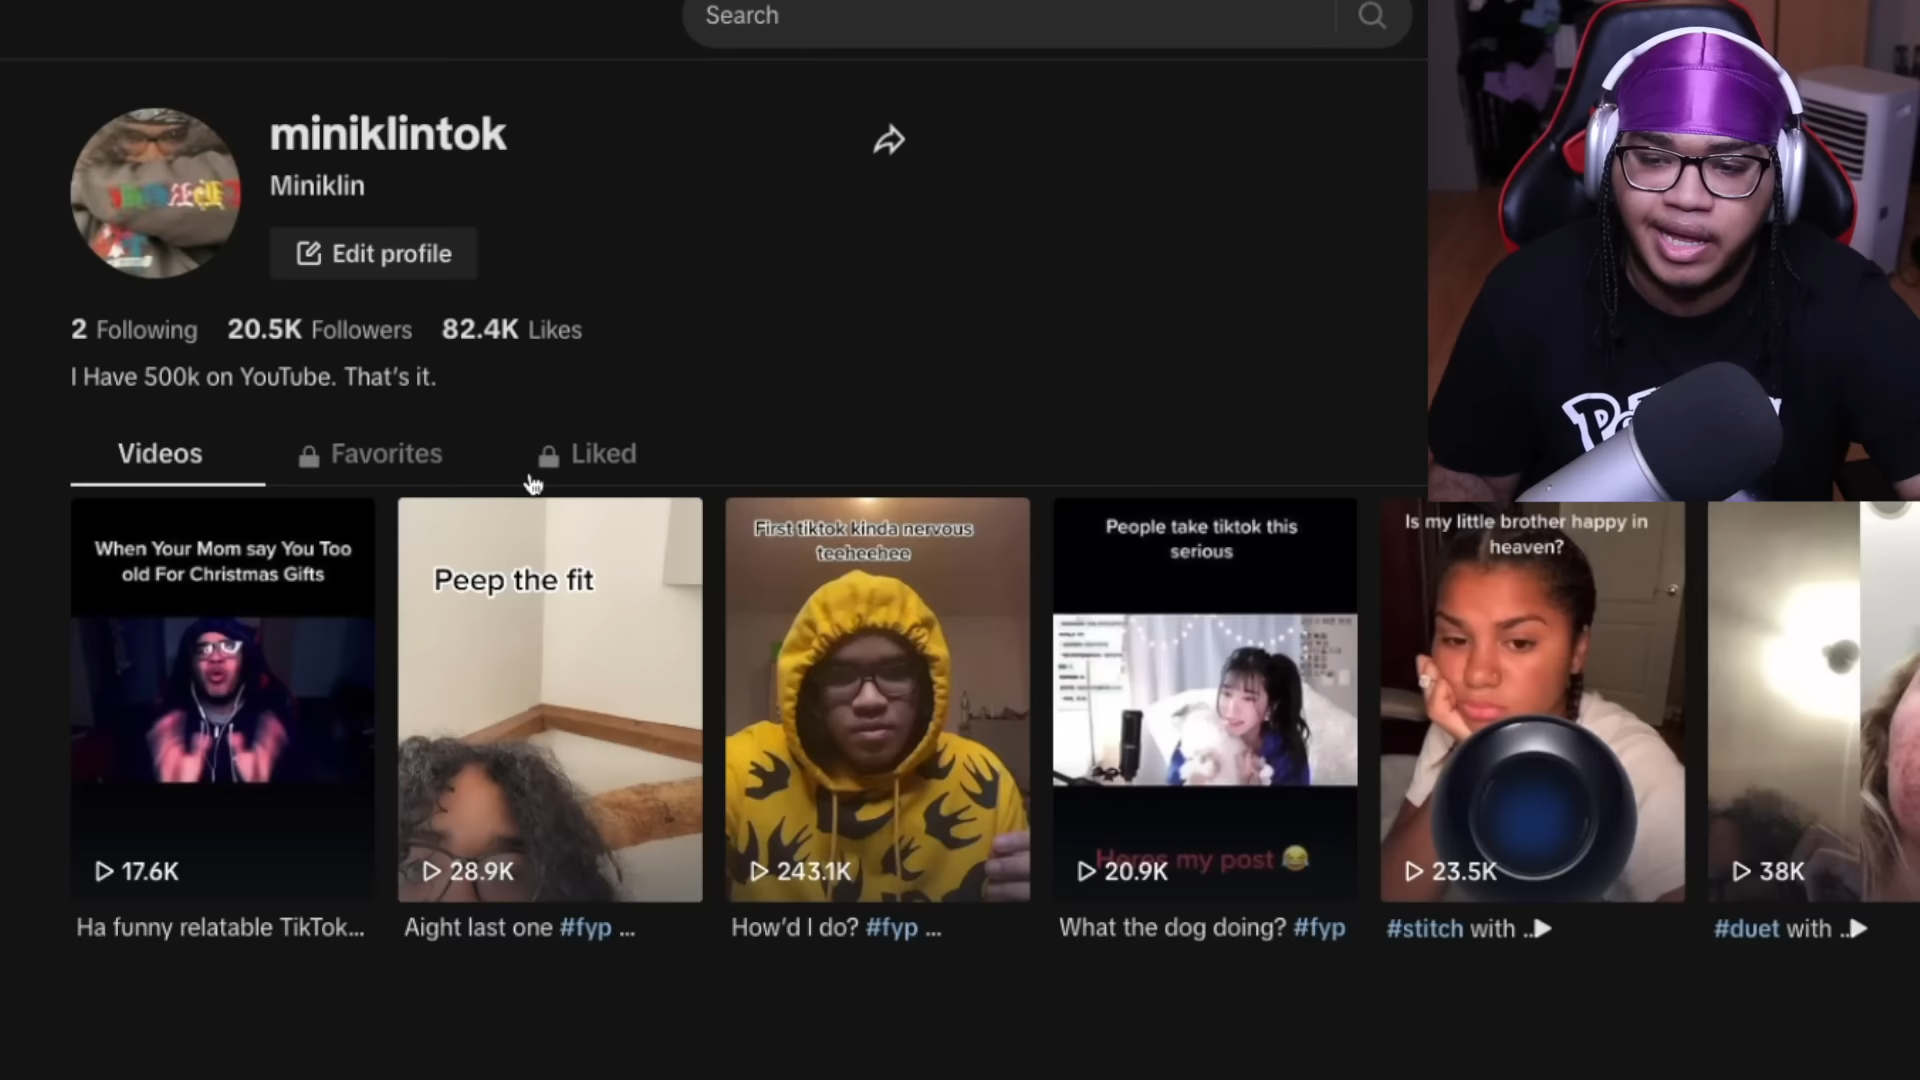 Search
miniklintok
Miniklin
Edit profile
2 Following 20.5K Followers 82.4K Likes
I Have 500k on YouTube. That's it.
Videos
Favorites
Liked
When Your Mom say You Too
old For Christmas Gifts
17.6K
Ha funny relatable TikTok...
Peep the fit
28.9K
Aight last one #fyp ...
First tiktok kinda nervous
teeheehee
243.1K
How'd I do? #fyp ...
People take tiktok this
serious
my post 😂
20.9K
What the dog doing? #fyp
Is my little brother happy in
heaven?
23.5K
#stitch with ..
38K
#duet with ..